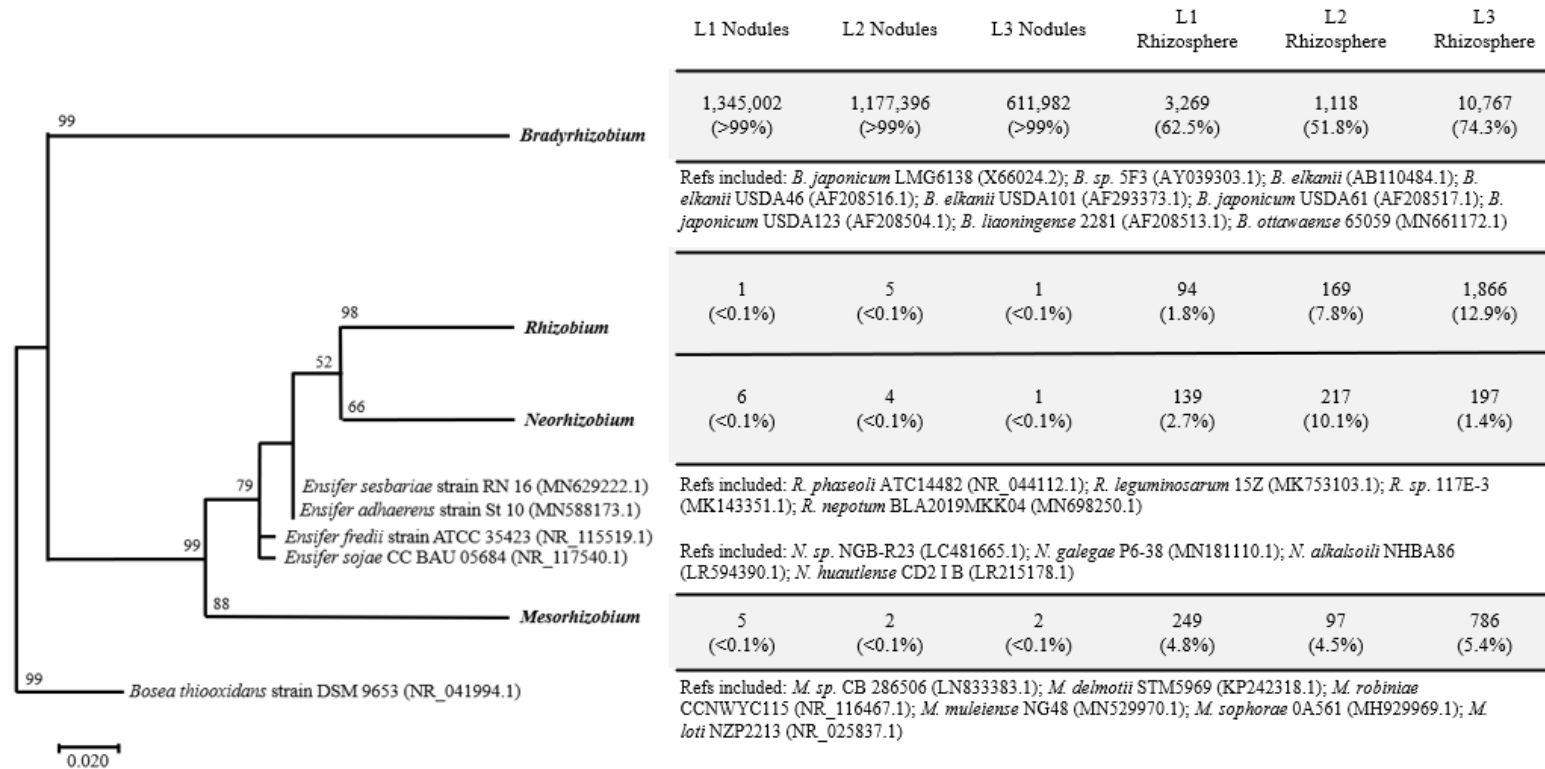 L1 Nodules L2 Nodules L3 Nodules L1 Rhizosphere L2 Rhizosphere L3 Rhizosphere
99
Bradyrhizobium
1,345,002 1,177,396 611,982 3,269 1,118 10,767
(>99%) (>99%) (>99%) (62.5%) (51.8%) (74.3%)
Refs included: B. japonicum LMG6138 (X66024.2); B. sp. 5F3 (AY039303.1); B. elkanii (AB110484.1); B.
elkanii USDA46 (AF208516.1); B. elkanii USDA101 (AF293373.1); B. japonicum USDA61 (AF208517.1); B.
japonicum USDA123 (AF208504.1); B. liaoningense 2281 (AF208513.1); B. ottawaense 65059 (MN661172.1)
98
Rhizobium
1 5 1 94 169 1,866
(<0.1%) (<0.1%) (<0.1%) (1.8%) (7.8%) (12.9%)
52
66
Neorhizobium
6 4 1 139 217 197
(<0.1%) (<0.1%) (<0.1%) (2.7%) (10.1%) (1.4%)
79
Ensifer sesbariae strain RN 16 (MN629222.1)
Ensifer adhaerens strain St 10 (MN588173.1)
Ensifer fredii strain ATCC 35423 (NR_115519.1)
Ensifer sojae CC BAU 05684 (NR_117540.1)
Refs included: R. phaseoli ATC14482 (NR_044112.1); R. leguminosarum 15Z (MK753103.1); R. sp. 117E-3
(MK143351.1); R. nepotum BLA2019MKK04 (MN698250.1)
Refs included: N. sp. NGB-R23 (LC481665.1); N. galegae P6-38 (MN181110.1); N. alkalsoili NHBA86
(LR594390.1); N. huautlense CD2 I B (LR215178.1)
99
88
Mesorhizobium
5 2 2 249 97 786
(<0.1%) (<0.1%) (<0.1%) (4.8%) (4.5%) (5.4%)
99
Bosea thiooxidans strain DSM 9653 (NR_041994.1)
Refs included: M. sp. CB 286506 (LN833383.1); M. delmotii STM5969 (KP242318.1); M. robiniae
CCNWYC115 (NR_116467.1); M. muleiense NG48 (MN529970.1); M. sophorae 0A561 (MH929969.1); M.
loti NZP2213 (NR_025837.1)
0.020